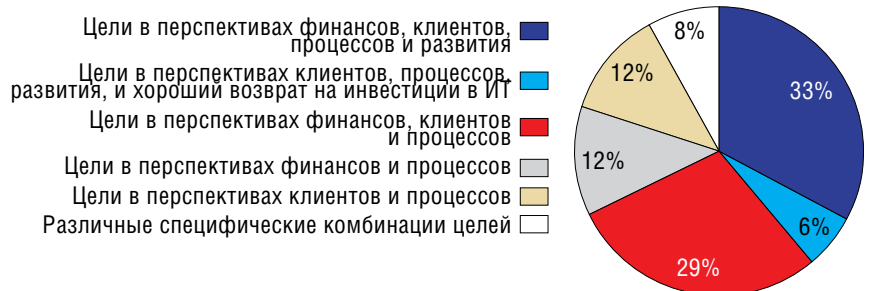 Цели в перспективах финансов, клиентов,
процессов и развития
Цели в перспективах клиентов, процессов,
развития, и хороший возврат на инвестиции в ИТ
Цели в перспективах финансов, клиентов
и процессов
Цели в перспективах финансов и процессов
Цели в перспективах клиентов и процессов
Различные специфические комбинации целей
8%
12%
33%
12%
6%
29%